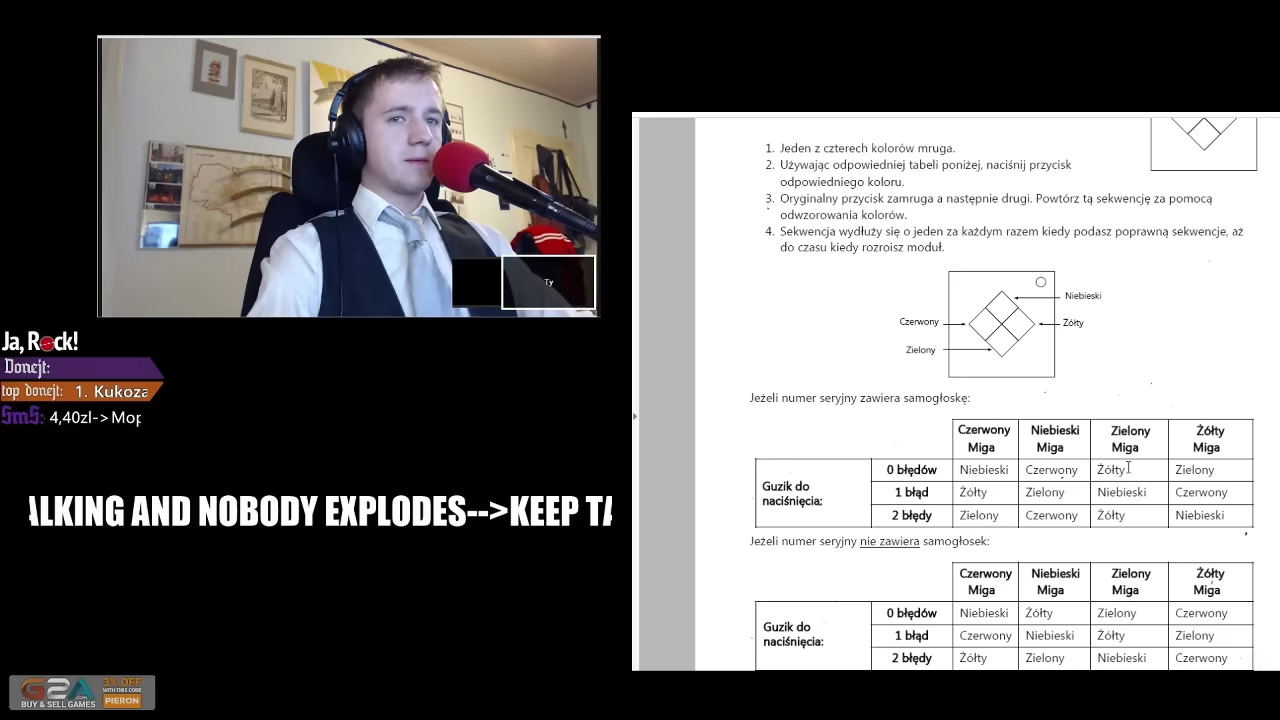 Ty
Ja, Rock!
Donejt:
top donejt: 1. Kukoza
SmS: 4,40zl->Mop
ALKING AND NOBODY EXPLODES-->KEEP TA
G2A.com
BUY & SELL GAMES
3% OFF
WITH THIS CODE
PIERON
1. Jeden z czterech kolorów mruga.
2. Używając odpowiedniej tabeli poniżej, naciśnij przycisk
odpowiedniego koloru.
3. Oryginalny przycisk zamruga a następnie drugi. Powtórz tą sekwencję za pomocą
odwzorowania kolorów.
4. Sekwencja wydłuży się o jeden za każdym razem kiedy podasz poprawną sekwencje, aż
do czasu kiedy rozroisz moduł.
Niebieski
Czerwony
Żółty
Zielony
Jeżeli numer seryjny zawiera samogłoskę:
Czerwony Miga Niebieski Miga Zielony Miga Żółty Miga
Guzik do naciśnięcia:
0 błędów Niebieski Czerwony Żółty Zielony
1 błąd Żółty Zielony Niebieski Czerwony
2 błędy Zielony Czerwony Żółty Niebieski
Jeżeli numer seryjny nie zawiera samogłosek:
Czerwony Miga Niebieski Miga Zielony Miga Żółty Miga
Guzik do naciśnięcia:
0 błędów Niebieski Żółty Zielony Czerwony
1 błąd Czerwony Niebieski Żółty Zielony
2 błędy Żółty Zielony Niebieski Czerwony